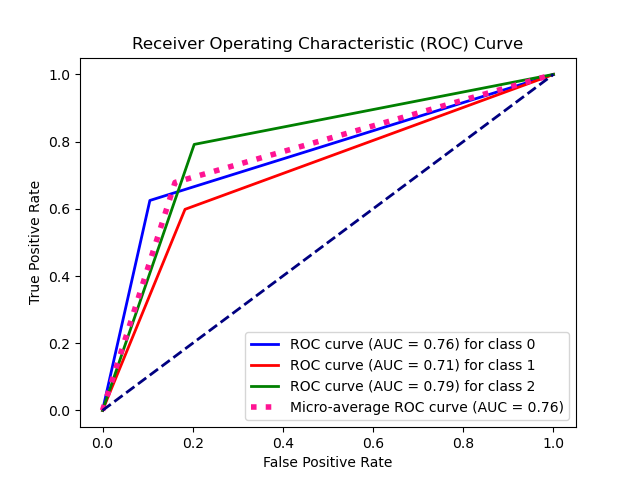 Receiver Operating Characteristic (ROC) Curve
1.0
0.8
0.6
0.4
0.2
0.0
True Positive Rate
ROC curve (AUC = 0.76) for class 0
ROC curve (AUC = 0.71) for class 1
ROC curve (AUC = 0.79) for class 2
Micro-average ROC curve (AUC = 0.76)
0.0 0.2 0.4 0.6 0.8 1.0
False Positive Rate